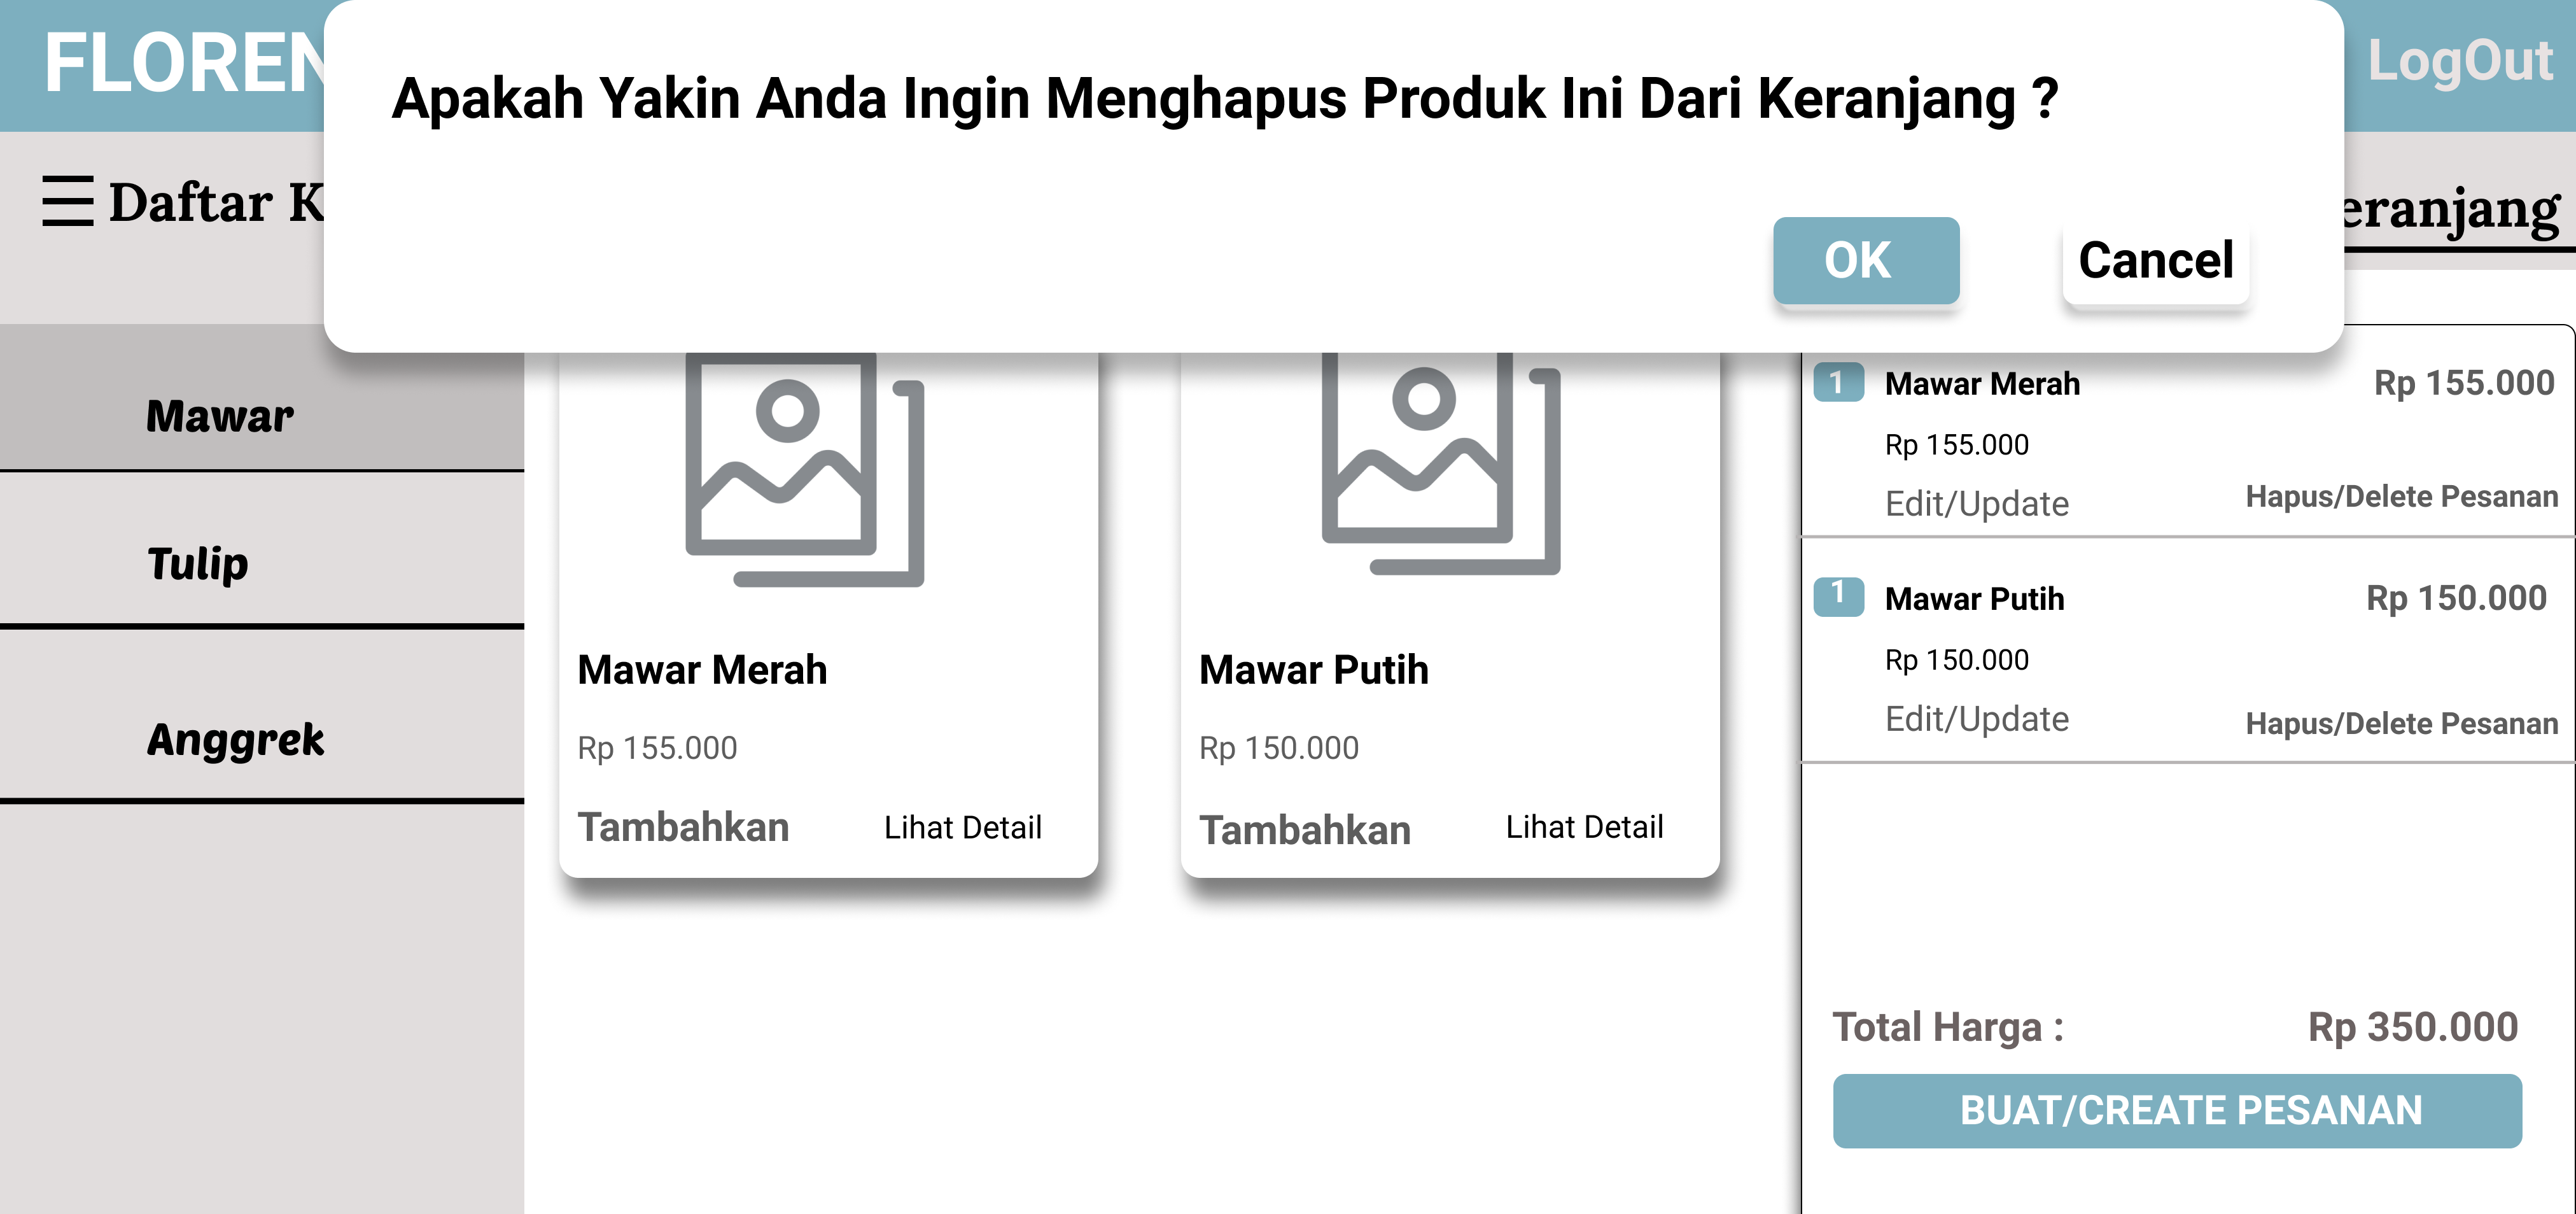 FLOREN
LogOut
Apakah Yakin Anda Ingin Menghapus Produk Ini Dari Keranjang ?
OK
Cancel
Daftar K
eranjang
Mawar
Tulip
Anggrek
Mawar Merah
Rp 155.000
Tambahkan
Lihat Detail
Mawar Putih
Rp 150.000
Tambahkan
Lihat Detail
1 Mawar Merah Rp 155.000
Rp 155.000
Edit/Update Hapus/Delete Pesanan
1 Mawar Putih Rp 150.000
Rp 150.000
Edit/Update Hapus/Delete Pesanan
Total Harga : Rp 350.000
BUAT/CREATE PESANAN